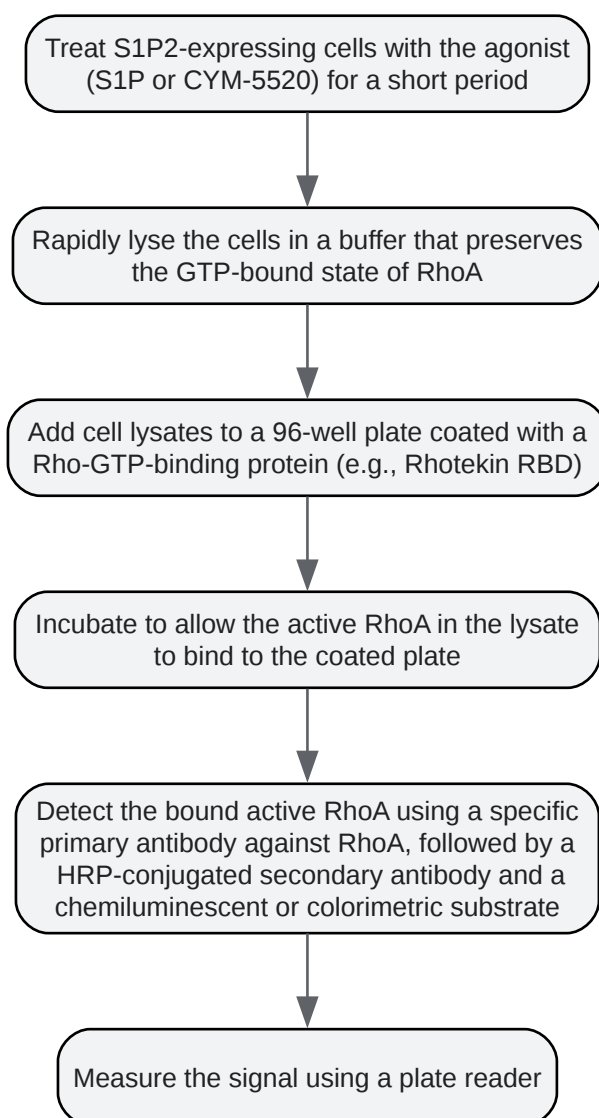 Treat S1P2-expressing cells with the agonist
(S1P or CYM-5520) for a short period
Rapidly lyse the cells in a buffer that preserves
the GTP-bound state of RhoA
Add cell lysates to a 96-well plate coated with a
Rho-GTP-binding protein (e.g., Rhotekin RBD)
Incubate to allow the active RhoA in the lysate
to bind to the coated plate
Detect the bound active RhoA using a specific
primary antibody against RhoA, followed by a
HRP-conjugated secondary antibody and a
chemiluminescent or colorimetric substrate
Measure the signal using a plate reader